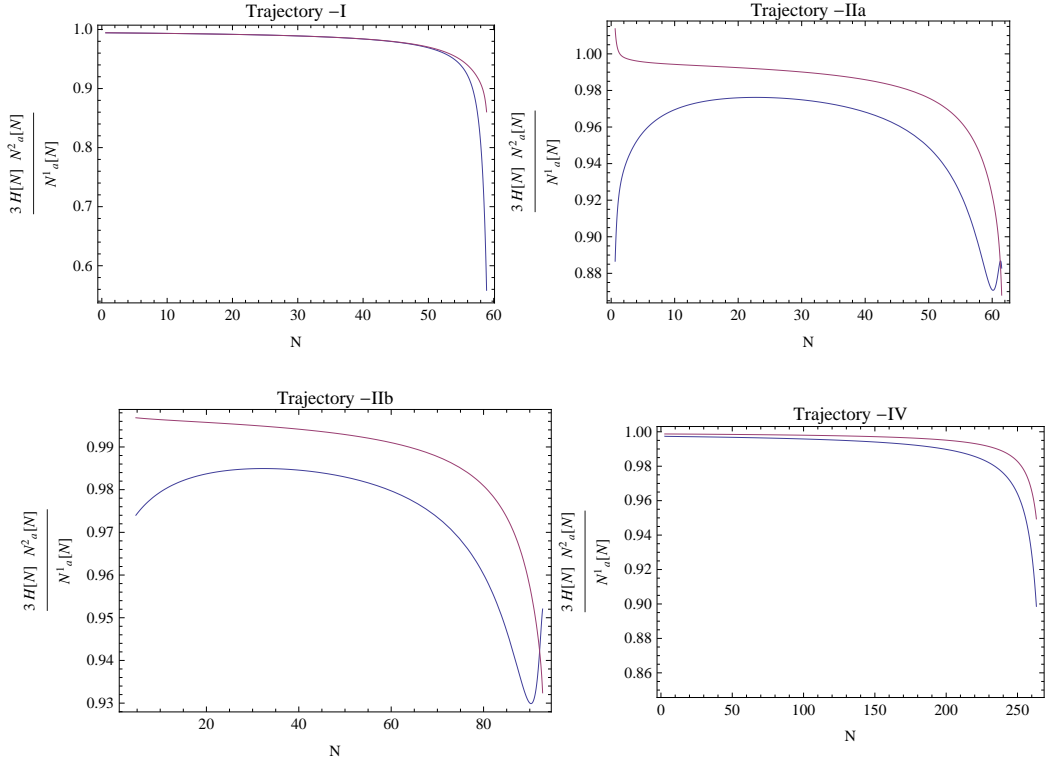 Trajectory −I
3 H[N] N²ₐ[N]
N¹ₐ[N]
1.0
0.9
0.8
0.7
0.6
0 10 20 30 40 50 60
N
Trajectory −IIa
3 H[N] N²ₐ[N]
N¹ₐ[N]
1.00
0.98
0.96
0.94
0.92
0.90
0.88
0 10 20 30 40 50 60
N
Trajectory −IIb
3 H[N] N²ₐ[N]
N¹ₐ[N]
0.99
0.98
0.97
0.96
0.95
0.94
0.93
20 40 60 80
N
Trajectory −IV
3 H[N] N²ₐ[N]
N¹ₐ[N]
1.00
0.98
0.96
0.94
0.92
0.90
0.88
0.86
0 50 100 150 200 250
N